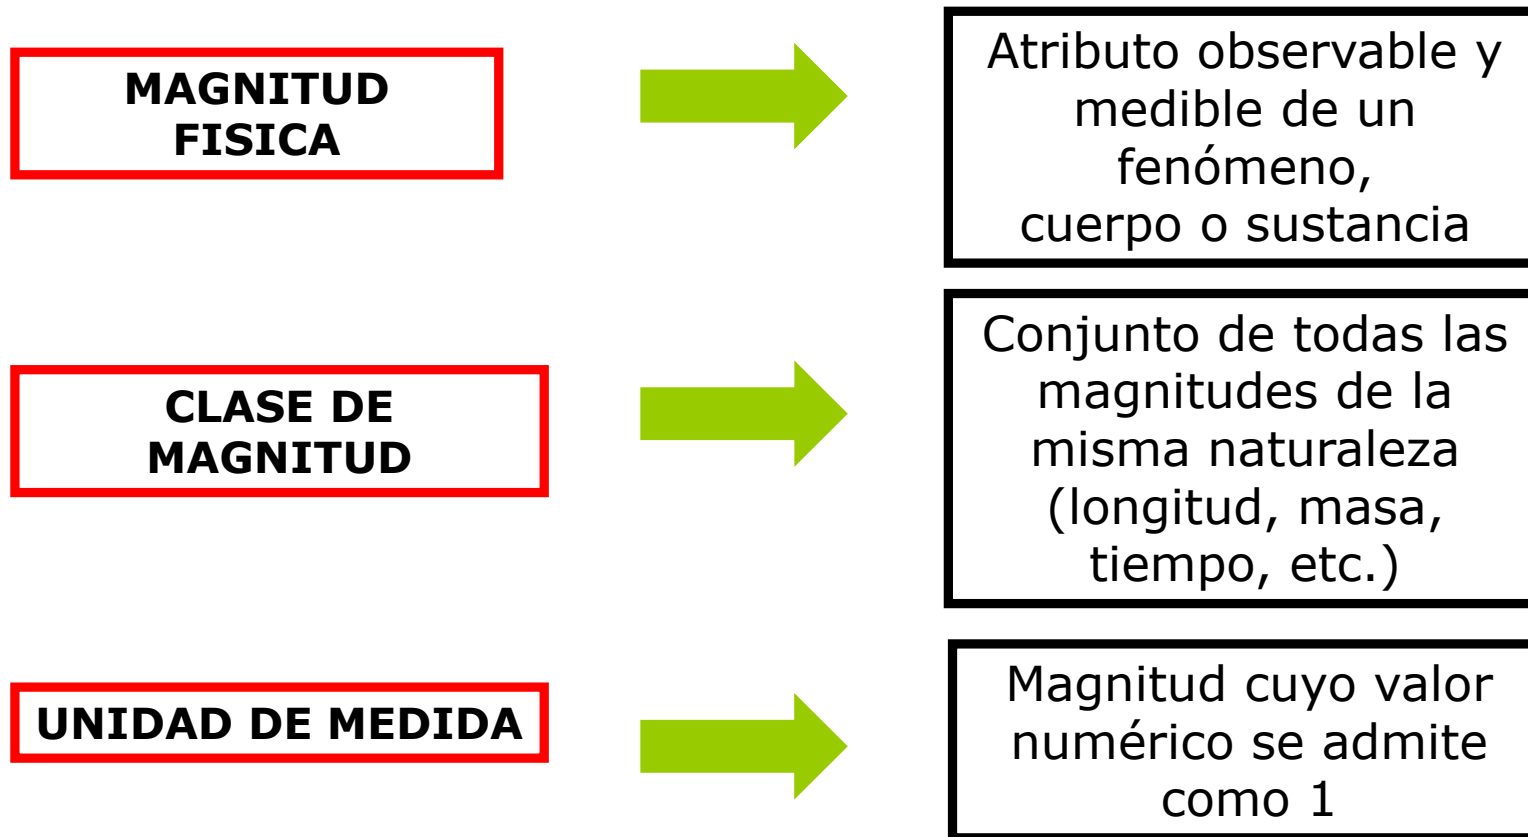 MAGNITUD
FISICA
Atributo observable y
medible de un
fenómeno,
cuerpo o sustancia
CLASE DE
MAGNITUD
Conjunto de todas las
magnitudes de la
misma naturaleza
(longitud, masa,
tiempo, etc.)
UNIDAD DE MEDIDA
Magnitud cuyo valor
numérico se admite
como 1